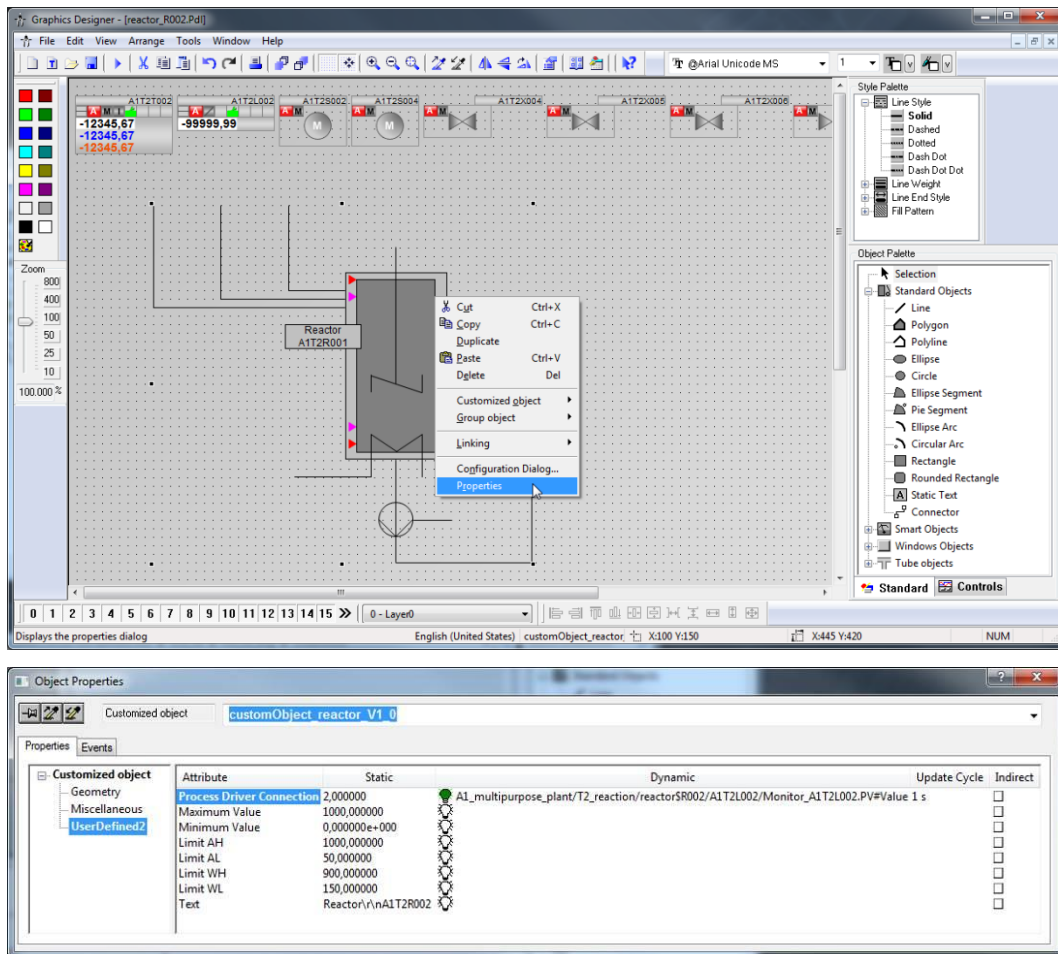 Graphics Designer - [reactor_R002.Pdl]
File Edit View Arrange Tools Window Help
@Arial Unicode MS 1
A1T2T002 A1T2L002 A1T2S002 A1T2S004 A1T2X004 A1T2X005 A1T2X006
A M A A M A M A M A M A M A M
-12345,67 -99999,99 M M
-12345,67
-12345,67
Zoom
800
400
100
50
25
10
100.000 %
Reactor
A1T2R001
Cut Ctrl+X
Copy Ctrl+C
Duplicate
Paste Ctrl+V
Delete Del
Customized object
Group object
Linking
Configuration Dialog...
Properties
Style Palette
Line Style
Solid
Dashed
Dotted
Dash Dot
Dash Dot Dot
Line Weight
Line End Style
Fill Pattern
Object Palette
Selection
Standard Objects
Line
Polygon
Polyline
Ellipse
Circle
Ellipse Segment
Pie Segment
Ellipse Arc
Circular Arc
Rectangle
Rounded Rectangle
A Static Text
Connector
Smart Objects
Windows Objects
Tube objects
Standard Controls
0 1 2 3 4 5 6 7 8 9 10 11 12 13 14 15 0 - Layer0
Displays the properties dialog English (United States) customObject_reactor X:100 Y:150 X:445 Y:420 NUM
Object Properties
Customized object customObject_reactor_V1_0
Properties Events
Customized object
Geometry
Miscellaneous
UserDefined2
Attribute Static Dynamic Update Cycle Indirect
Process Driver Connection 2,000000 A1_multipurpose_plant/T2_reaction/reactor$R002/A1T2L002/Monitor_A1T2L002.PV#Value 1 s
Maximum Value 1000,000000
Minimum Value 0,000000e+000
Limit AH 1000,000000
Limit AL 50,000000
Limit WH 900,000000
Limit WL 150,000000
Text Reactor\r\nA1T2R002